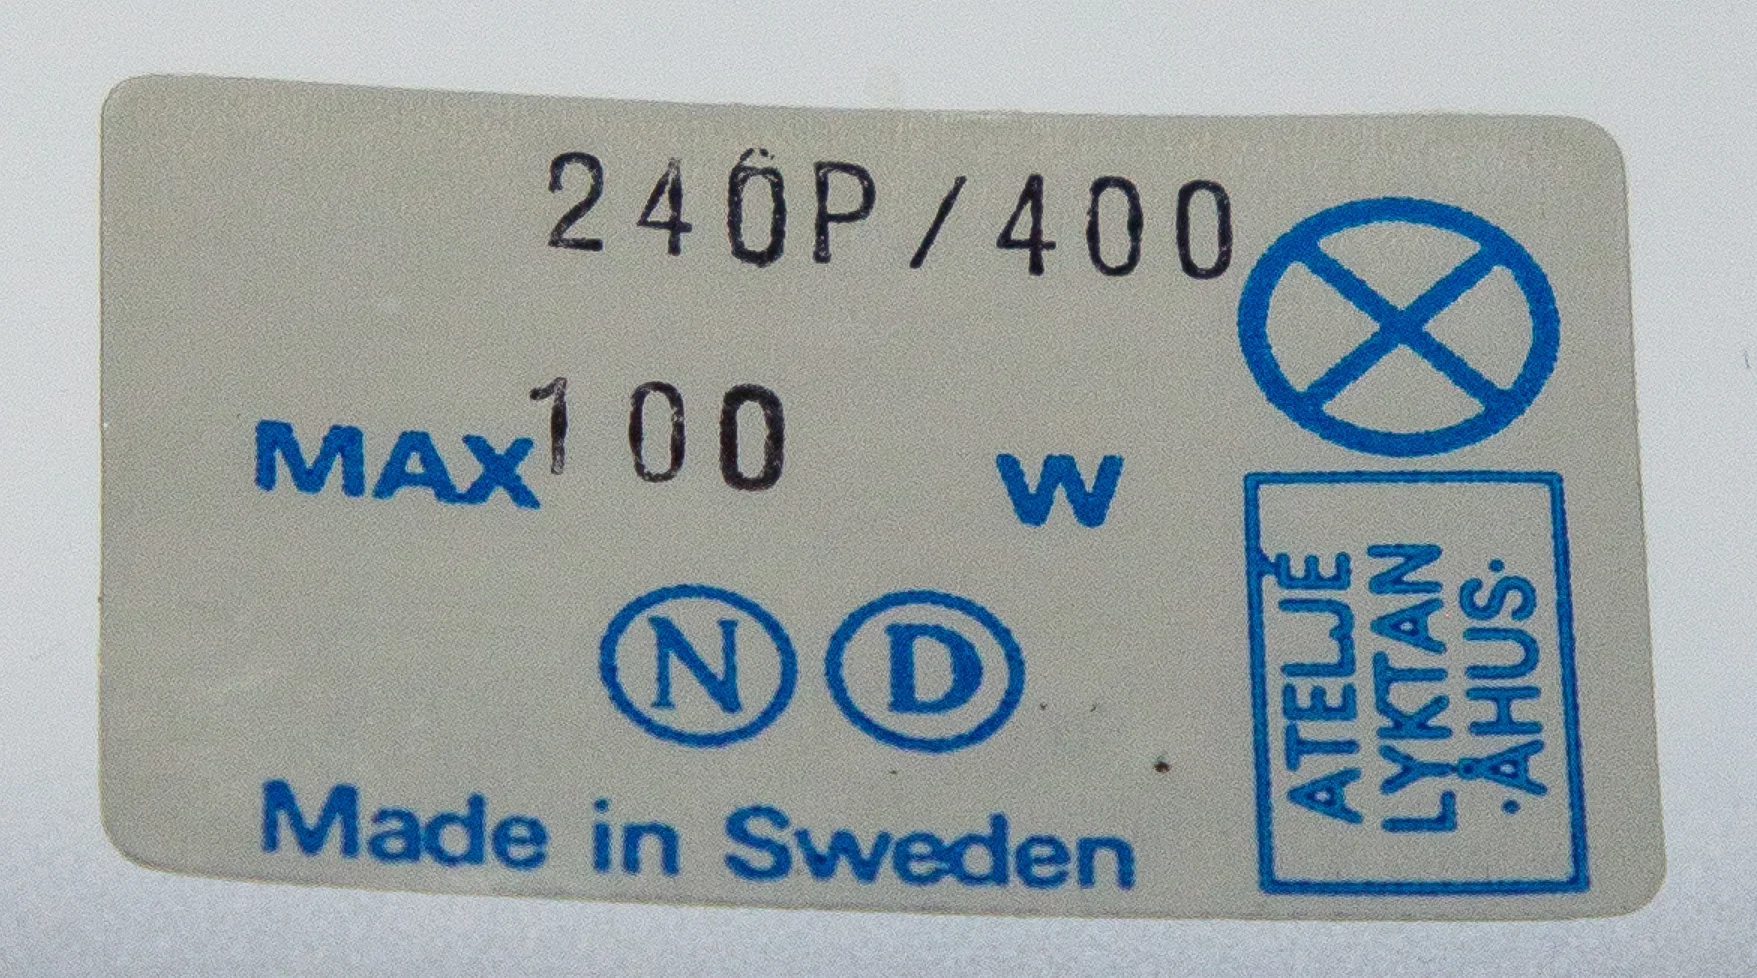 240P/400
MAX 100 W
N D
Made in Sweden
ATELJÉ
LYKTAN
·ÅHUS·